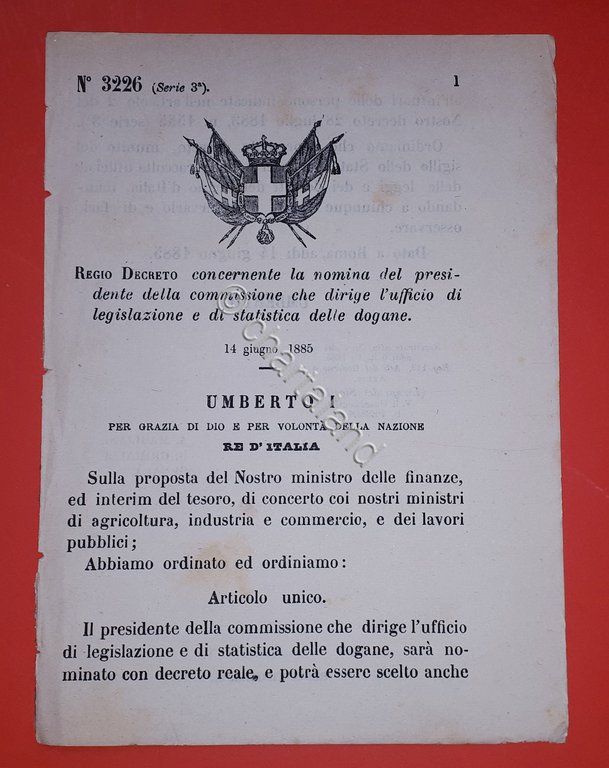 N° 3226 (Serie 3ª).
1
REGIO DECRETO concernente la nomina del presi-
dente della commissione che dirige l'ufficio di
legislazione e di statistica delle dogane.
14 giugno 1885
UMBERTO I
PER GRAZIA DI DIO E PER VOLONTÀ DELLA NAZIONE
RE D'ITALIA
Sulla proposta del Nostro ministro delle finanze,
ed interim del tesoro, di concerto coi nostri ministri
di agricoltura, industria e commercio, e dei lavori
pubblici;
Abbiamo ordinato ed ordiniamo:
Articolo unico.
Il presidente della commissione che dirige l'ufficio
di legislazione e di statistica delle dogane, sarà no-
minato con decreto reale, e potrà essere scelto anche
© chartaland